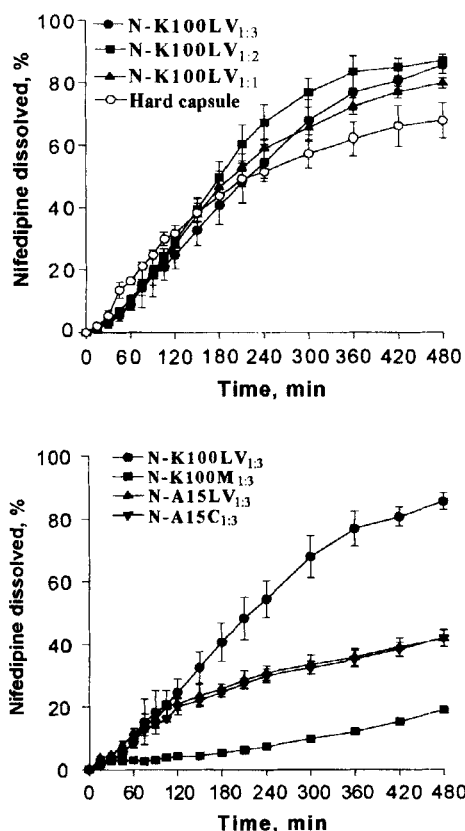 N-K100LV1:3
N-K100LV1:2
N-K100LV1:1
Hard capsule
Nifedipine dissolved, %
80
60
40
20
0
0 60 120 180 240 300 360 420 480
Time, min
N-K100LV1:3
N-K100M1:3
N-A15LV1:3
N-A15C1:3
Nifedipine dissolved, %
100
80
60
40
20
0
0 60 120 180 240 300 360 420 480
Time, min